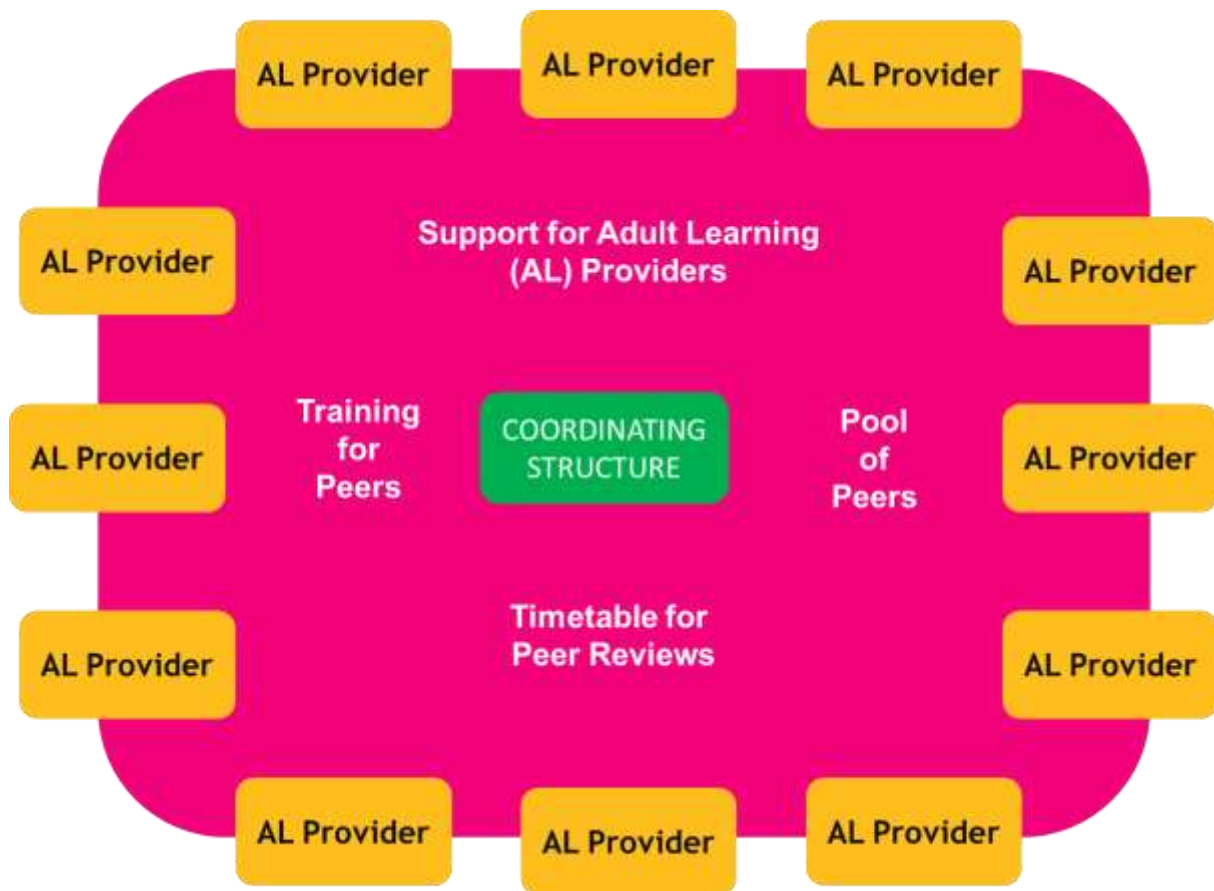 AL Provider
AL Provider
AL Provider
AL Provider
Support for Adult Learning
(AL) Providers
AL Provider
AL Provider
Training
for
Peers
COORDINATING
STRUCTURE
Pool
of
Peers
AL Provider
AL Provider
Timetable for
Peer Reviews
AL Provider
AL Provider
AL Provider
AL Provider